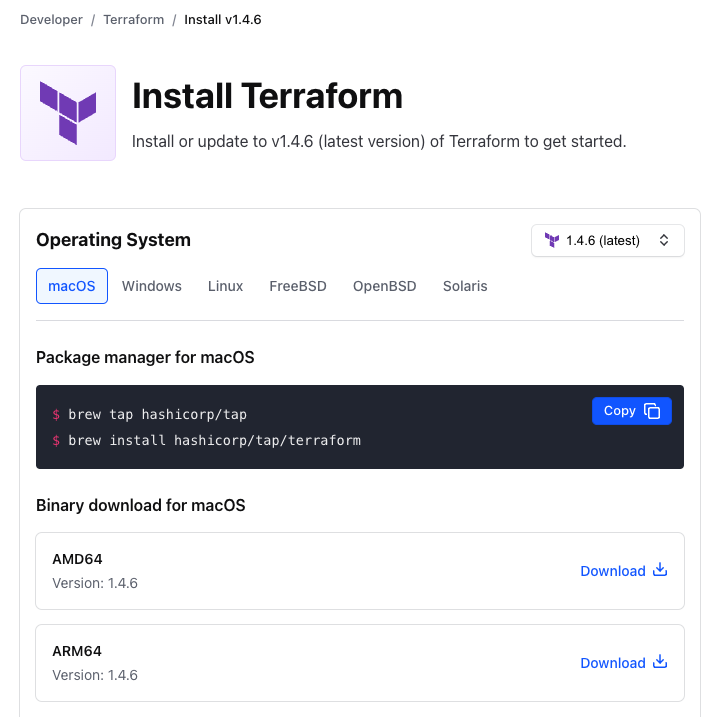 Developer / Terraform / Install v1.4.6
Install Terraform
Install or update to v1.4.6 (latest version) of Terraform to get started.
Operating System
1.4.6 (latest)
macOS Windows Linux FreeBSD OpenBSD Solaris
Package manager for macOS
$ brew tap hashicorp/tap
Copy
$ brew install hashicorp/tap/terraform
Binary download for macOS
AMD64
Version: 1.4.6
Download
ARM64
Version: 1.4.6
Download